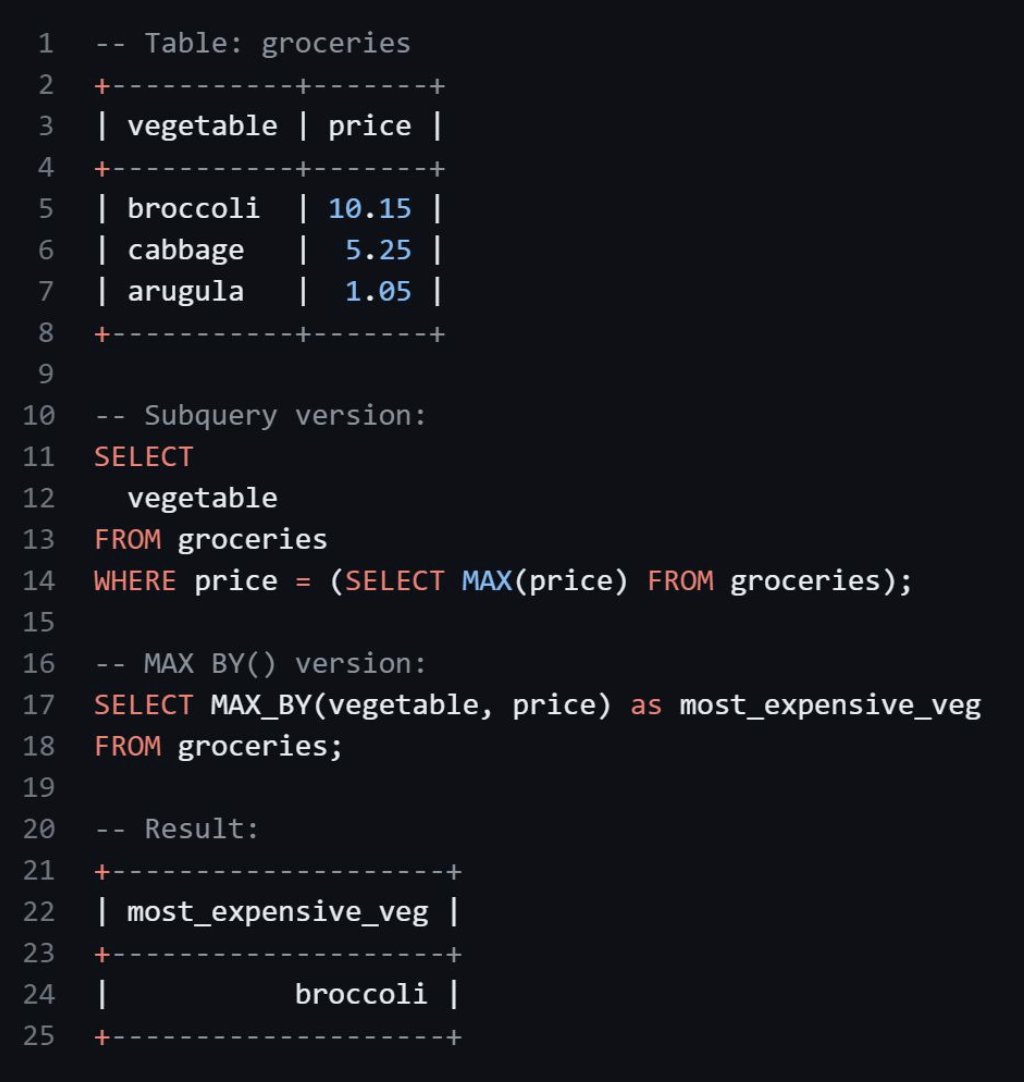 1 -- Table: groceries
2 +-----------+-------+
3 | vegetable | price |
4 +-----------+-------+
5 | broccoli  | 10.15 |
6 | cabbage   |  5.25 |
7 | arugula   |  1.05 |
8 +-----------+-------+
9
10 -- Subquery version:
11 SELECT
12   vegetable
13 FROM groceries
14 WHERE price = (SELECT MAX(price) FROM groceries);
15
16 -- MAX BY() version:
17 SELECT MAX_BY(vegetable, price) as most_expensive_veg
18 FROM groceries;
19
20 -- Result:
21 +--------------------+
22 | most_expensive_veg |
23 +--------------------+
24 |           broccoli |
25 +--------------------+